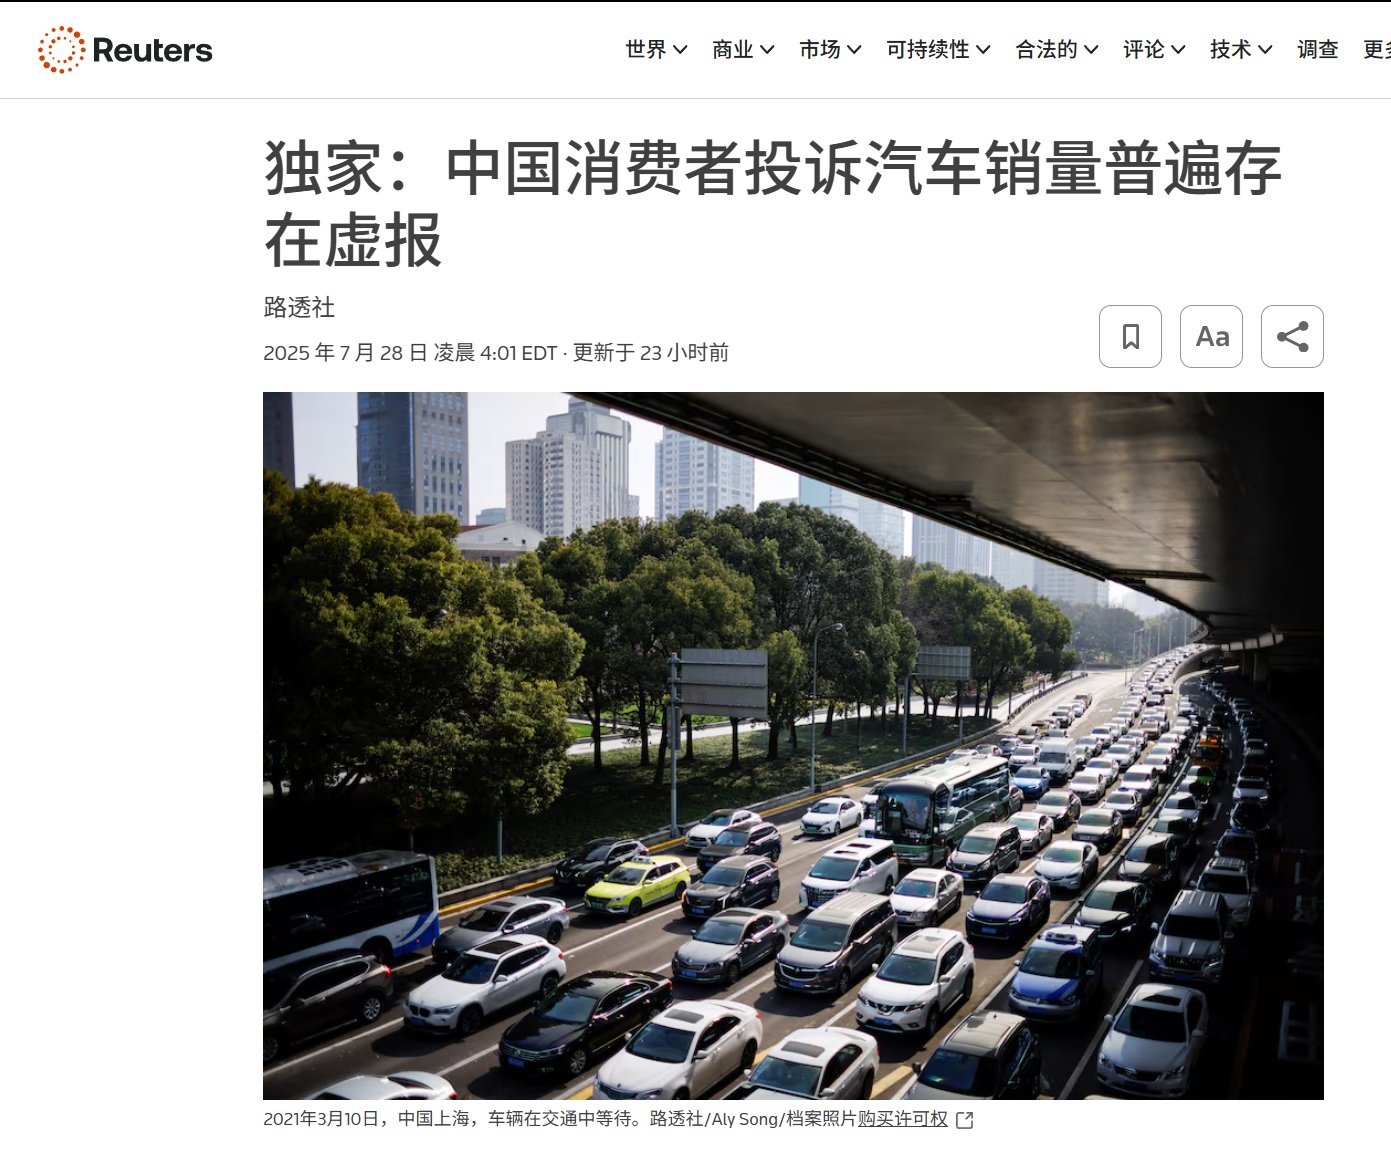 Reuters
世界 商业 市场 可持续性 合法的 评论 技术 调查 更多
独家：中国消费者投诉汽车销量普遍存
在虚报
路透社
2025 年 7 月 28 日 凌晨 4:01 EDT · 更新于 23 小时前
Aa
2021年3月10日，中国上海，车辆在交通中等待。路透社/Aly Song/档案照片购买许可权